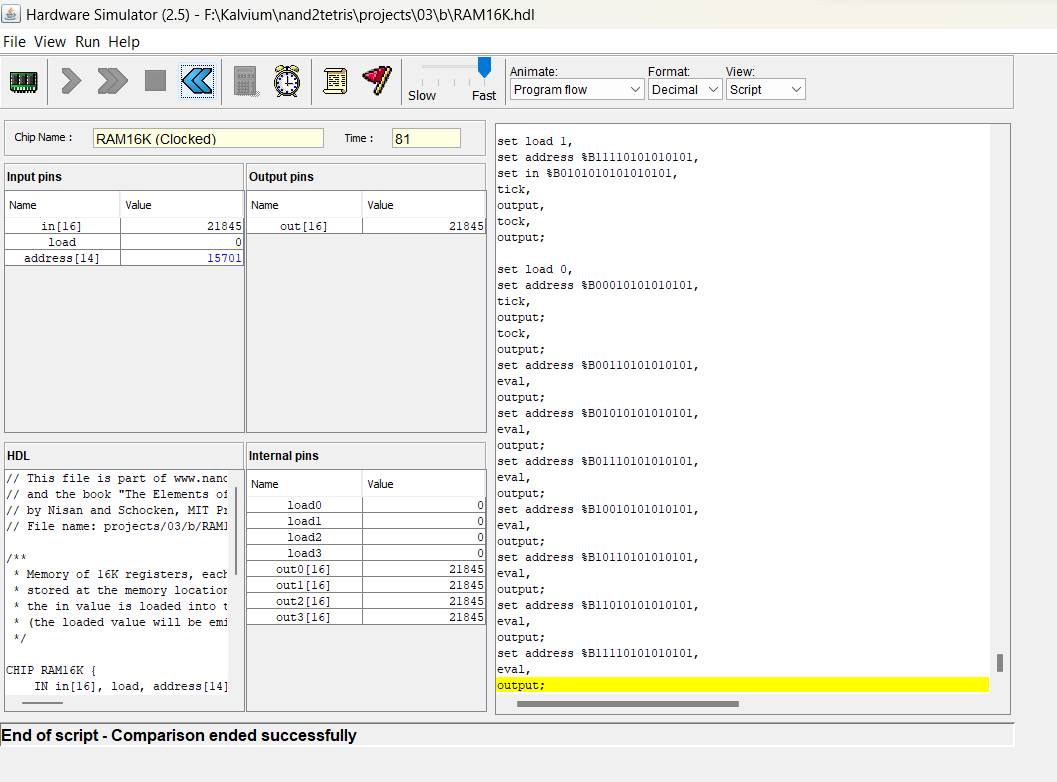 Hardware Simulator (2.5) - F:\Kalvium\nand2tetris\projects\03\b\RAM16K.hdl
File View Run Help
Slow Fast
Animate: Format: View:
Program flow Decimal Script
Chip Name : RAM16K (Clocked) Time : 81
Input pins
Name Value
in[16] 21845
load 0
address[14] 15701
Output pins
Name Value
out[16] 21845
HDL
// This file is part of www.nand
// and the book "The Elements of
// by Nisan and Schocken, MIT Pr
// File name: projects/03/b/RAM1
/**
* Memory of 16K registers, each
* stored at the memory location
* the in value is loaded into t
* (the loaded value will be emi
*/
CHIP RAM16K {
IN in[16], load, address[14]
Internal pins
Name Value
load0 0
load1 0
load2 0
load3 0
out0[16] 21845
out1[16] 21845
out2[16] 21845
out3[16] 21845
set load 1,
set address %B11110101010101,
set in %B0101010101010101,
tick,
output,
tock,
output;
set load 0,
set address %B00010101010101,
tick,
output;
tock,
output;
set address %B00110101010101,
eval,
output;
set address %B01010101010101,
eval,
output;
set address %B01110101010101,
eval,
output;
set address %B10010101010101,
eval,
output;
set address %B10110101010101,
eval,
output;
set address %B11010101010101,
eval,
output;
set address %B11110101010101,
eval,
output;
End of script - Comparison ended successfully